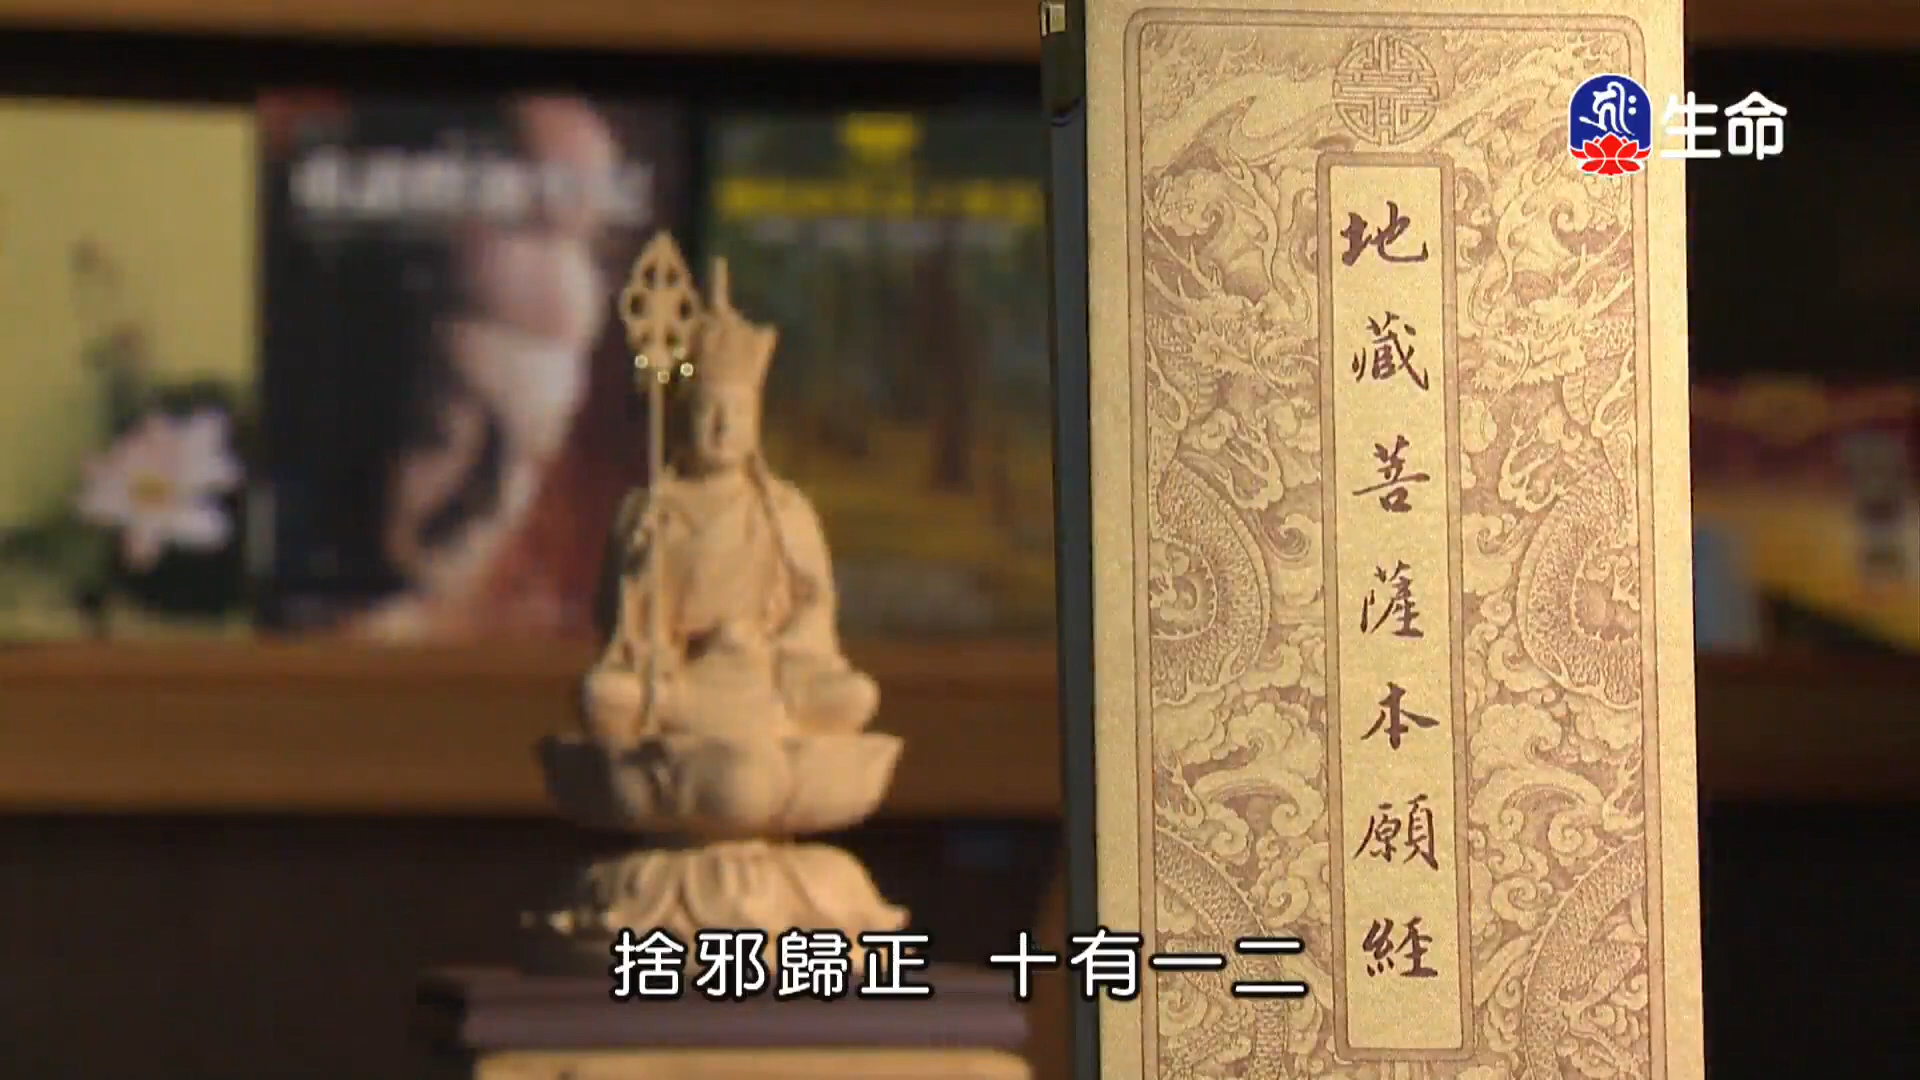 生命
地藏菩薩本願經
捨邪歸正 十有一二